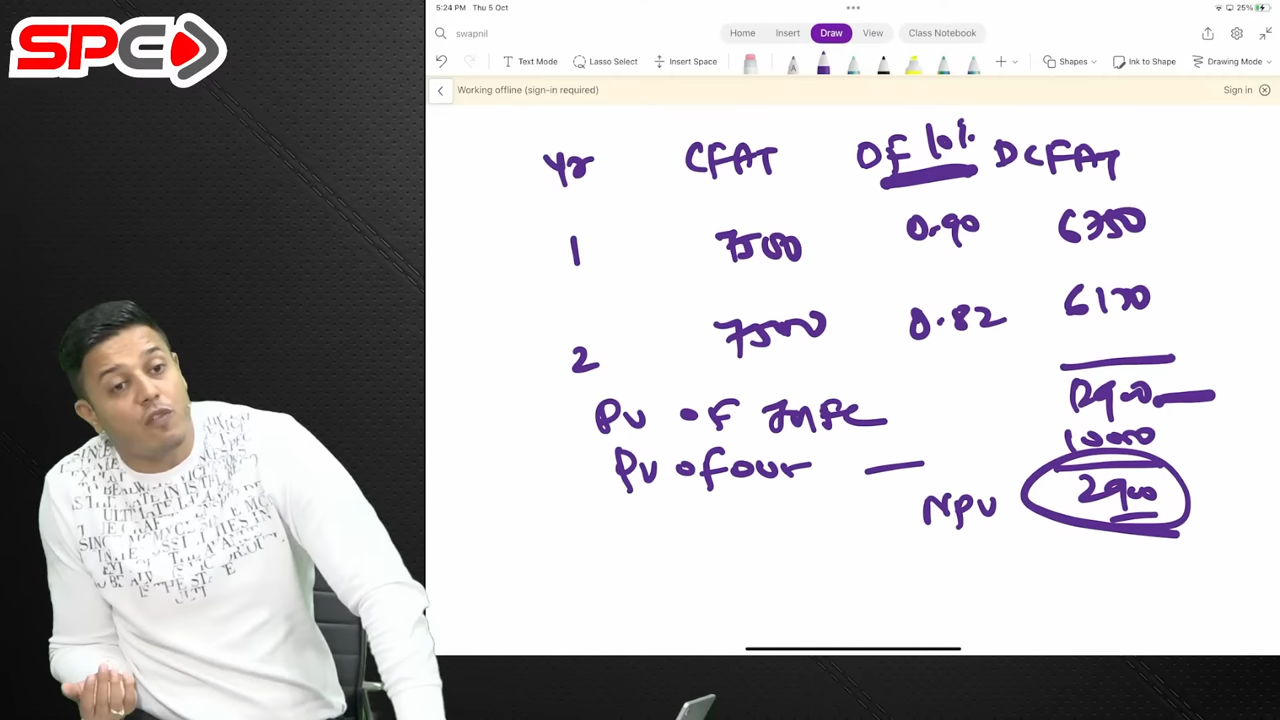 SPE
5:24 PM Thu 5 Oct
25%
swapnil
Home Insert Draw View Class Notebook
Text Mode Lasso Select Insert Space Shapes Ink to Shape Drawing Mode
Working offline (sign-in required) Sign in
Yr CFAT Df 10% DCFAT
1 7500 0.90 6750
2 7500 0.82 6150
12900
PV of
10000
PV of
NPV 2900